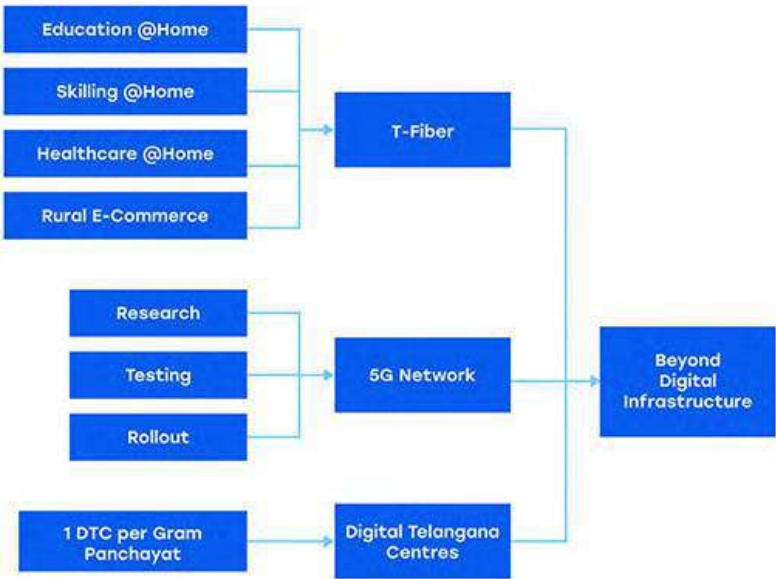 Education @Home
Skilling @Home
Healthcare @Home
Rural E-Commerce
T-Fiber
Research
Testing
Rollout
5G Network
Beyond
Digital
Infrastructure
1 DTC per Gram
Panchayat
Digital Telangana
Centres